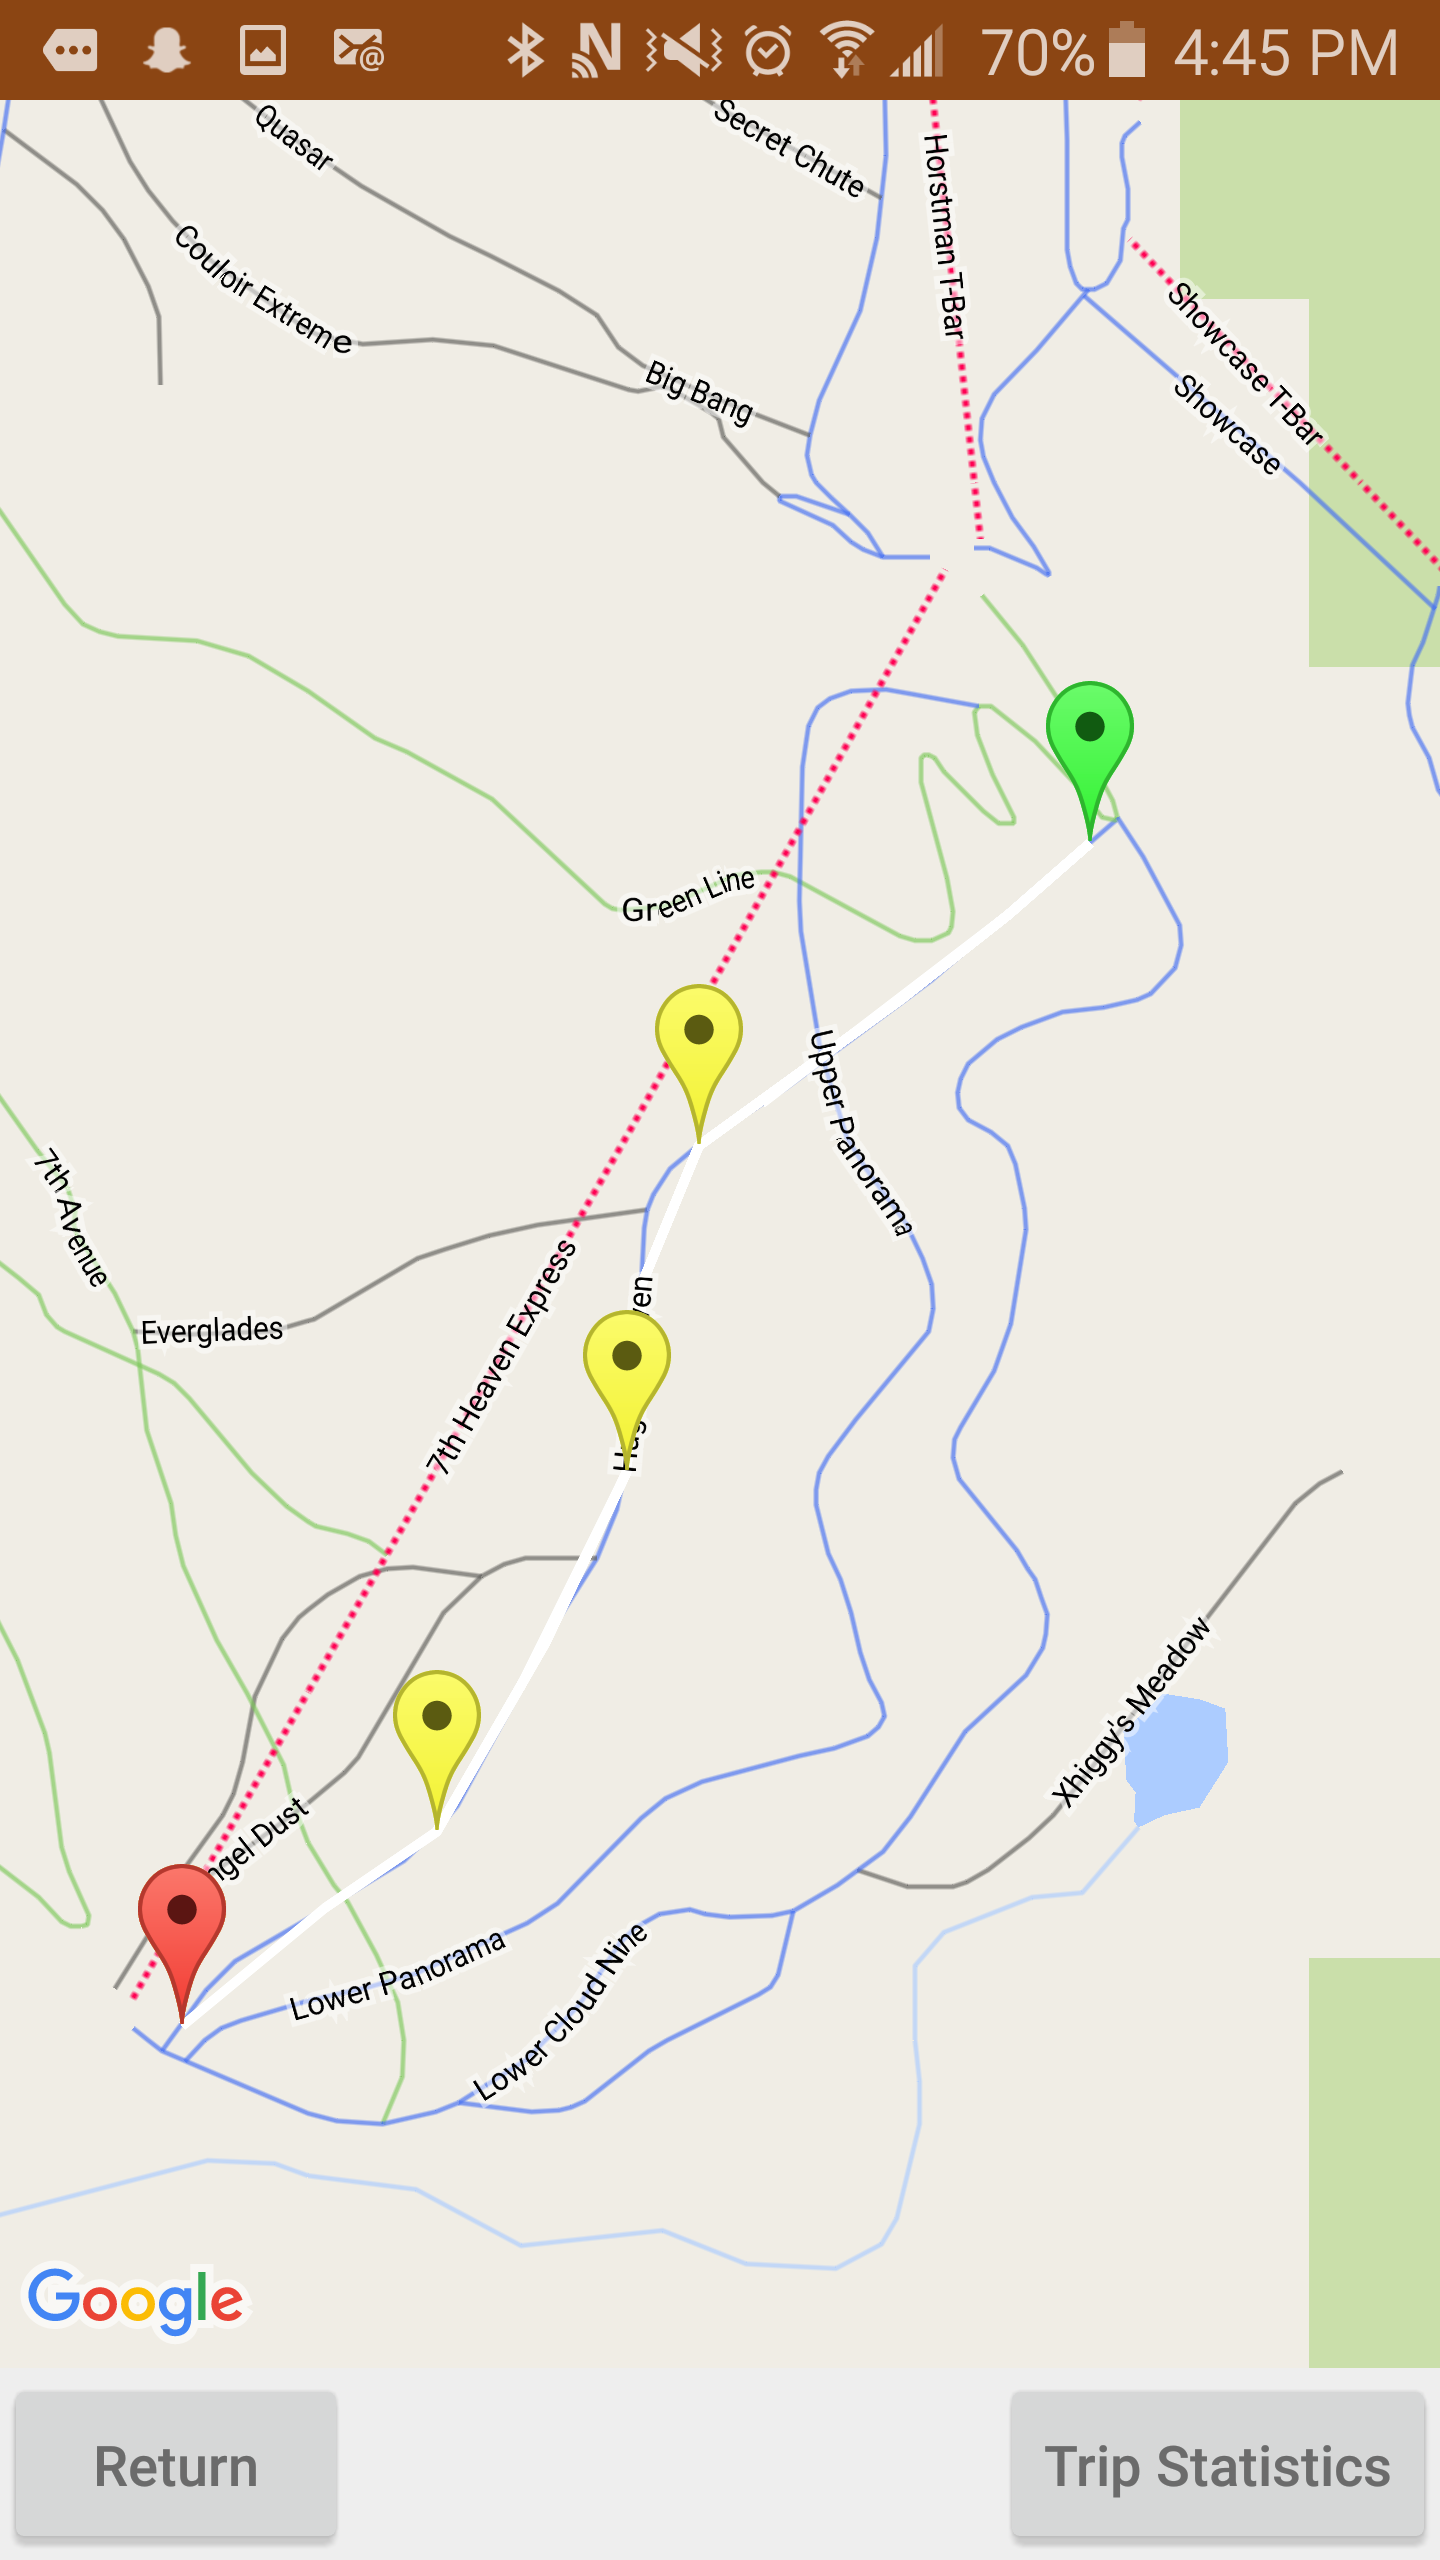 70% 4:45 PM
Quasar
Secret Chute
Horstman T-Bar
Couloir Extreme
Showcase T-Bar
Big Bang
Showcase
Green Line
Upper Panorama
7th Avenue
7th Heaven Express
Everglades
Xhiggy's Meadow
Lower Panorama
Lower Cloud Nine
Google
Return
Trip Statistics